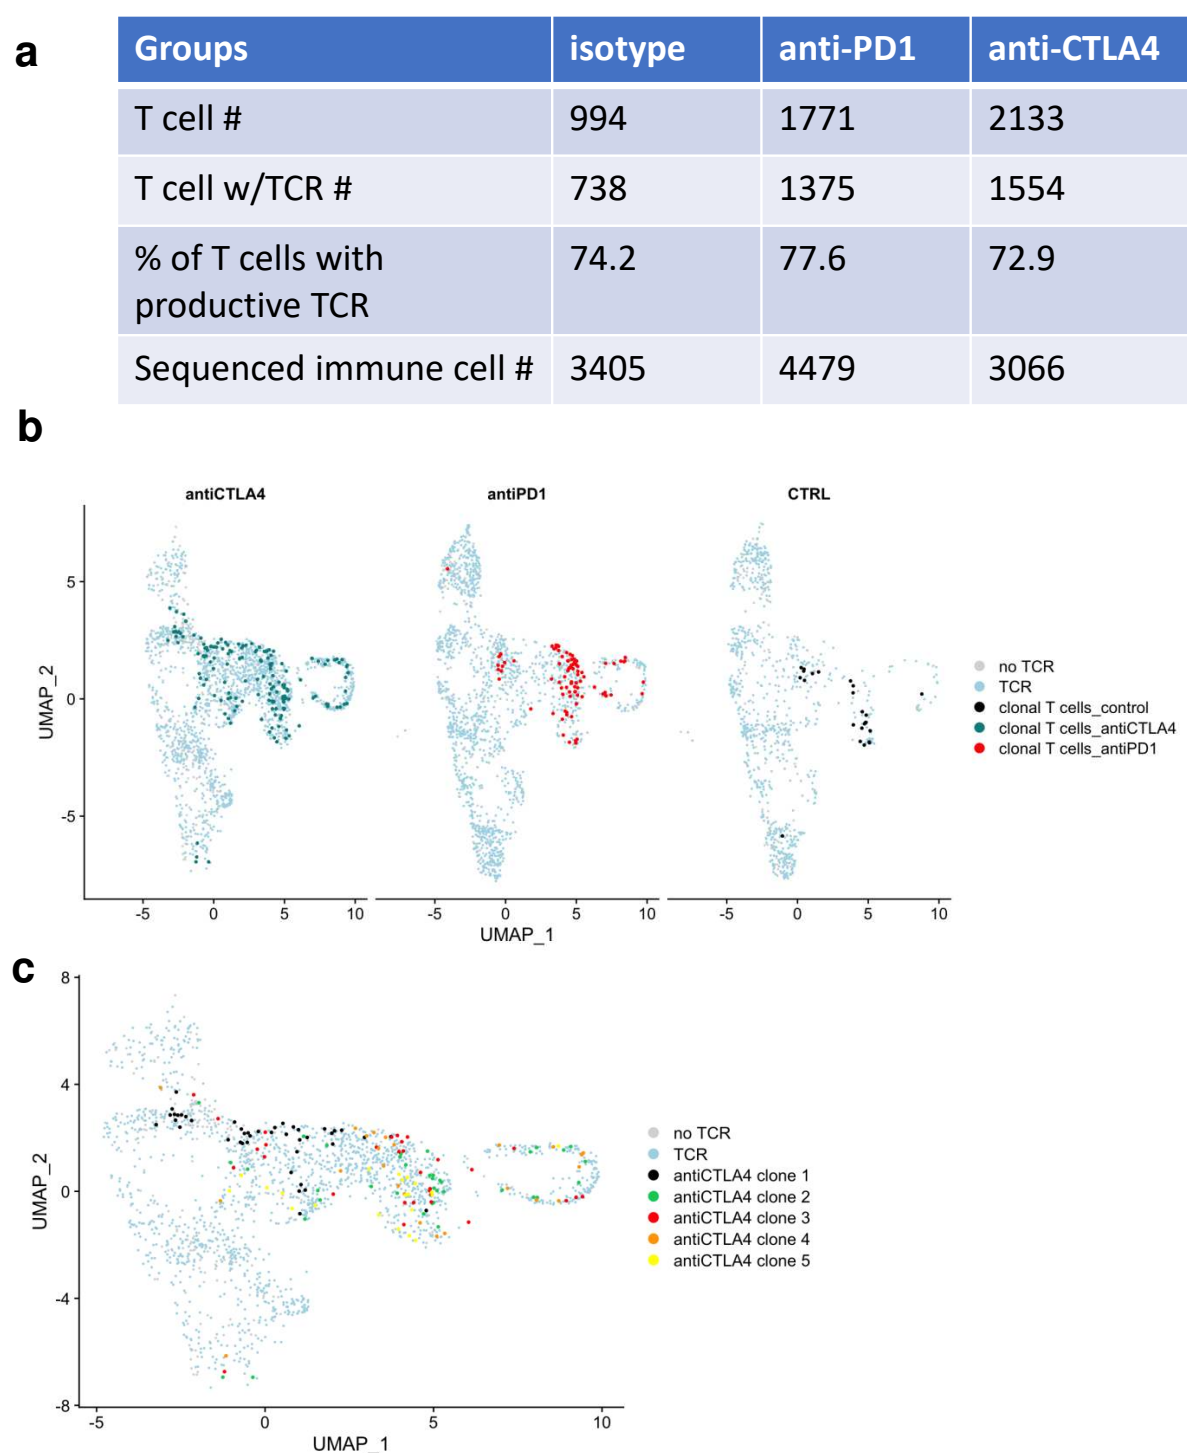 a
Groups isotype anti-PD1 anti-CTLA4
T cell # 994 1771 2133
T cell w/TCR # 738 1375 1554
% of T cells with
productive TCR 74.2 77.6 72.9
Sequenced immune cell # 3405 4479 3066
b
antiCTLA4 antiPD1 CTRL
UMAP_2
5
0
-5
-5 0 5 10 -5 0 5 10 -5 0 5 10
UMAP_1
no TCR
TCR
clonal T cells_control
clonal T cells_antiCTLA4
clonal T cells_antiPD1
c
UMAP_2
8
4
0
-4
-8
-5 0 5 10
UMAP_1
no TCR
TCR
antiCTLA4 clone 1
antiCTLA4 clone 2
antiCTLA4 clone 3
antiCTLA4 clone 4
antiCTLA4 clone 5